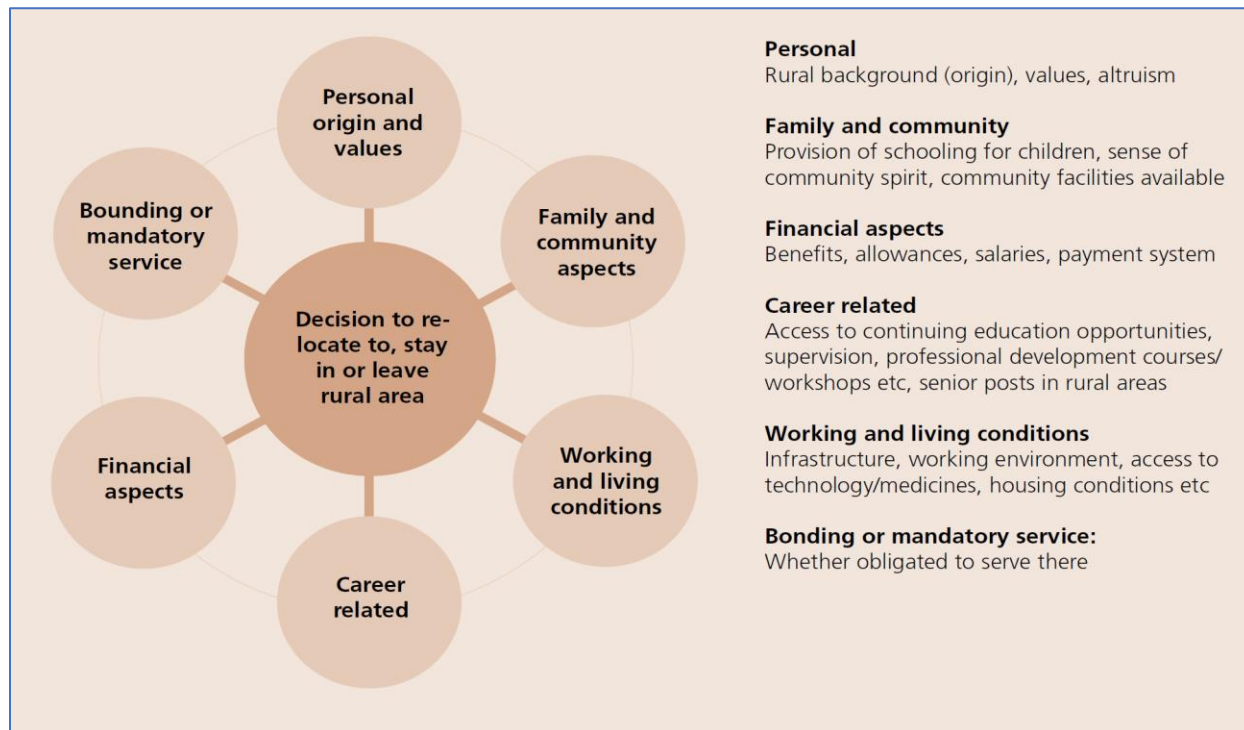 Personal
origin and
values
Family and
community
aspects
Working
and living
conditions
Career
related
Financial
aspects
Bounding or
mandatory
service
Decision to re-
locate to, stay
in or leave
rural area
Personal
Rural background (origin), values, altruism
Family and community
Provision of schooling for children, sense of
community spirit, community facilities available
Financial aspects
Benefits, allowances, salaries, payment system
Career related
Access to continuing education opportunities,
supervision, professional development courses/
workshops etc, senior posts in rural areas
Working and living conditions
Infrastructure, working environment, access to
technology/medicines, housing conditions etc
Bonding or mandatory service:
Whether obligated to serve there